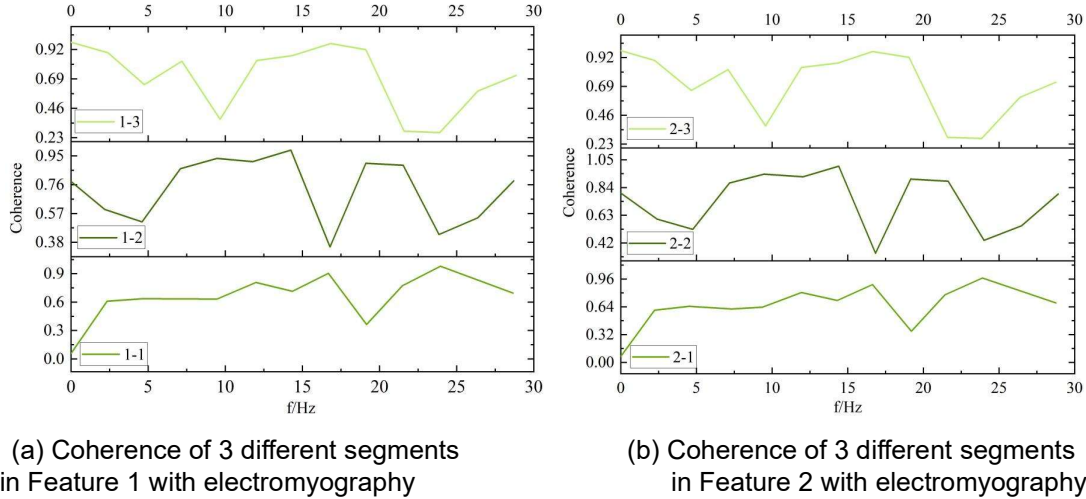 0 5 10 15 20 25 30
f/Hz
0.92
0.69
0.46
0.23
1-3
0.95
0.76
0.57
0.38
1-2
0.9
0.6
0.3
0.0
1-1
Coherence
0 5 10 15 20 25 30
f/Hz
(a) Coherence of 3 different segments
in Feature 1 with electromyography
0 5 10 15 20 25 30
f/Hz
0.92
0.69
0.46
0.23
2-3
1.05
0.84
0.63
0.42
2-2
0.96
0.64
0.32
0.00
2-1
Coherence
0 5 10 15 20 25 30
f/Hz
(b) Coherence of 3 different segments
in Feature 2 with electromyography